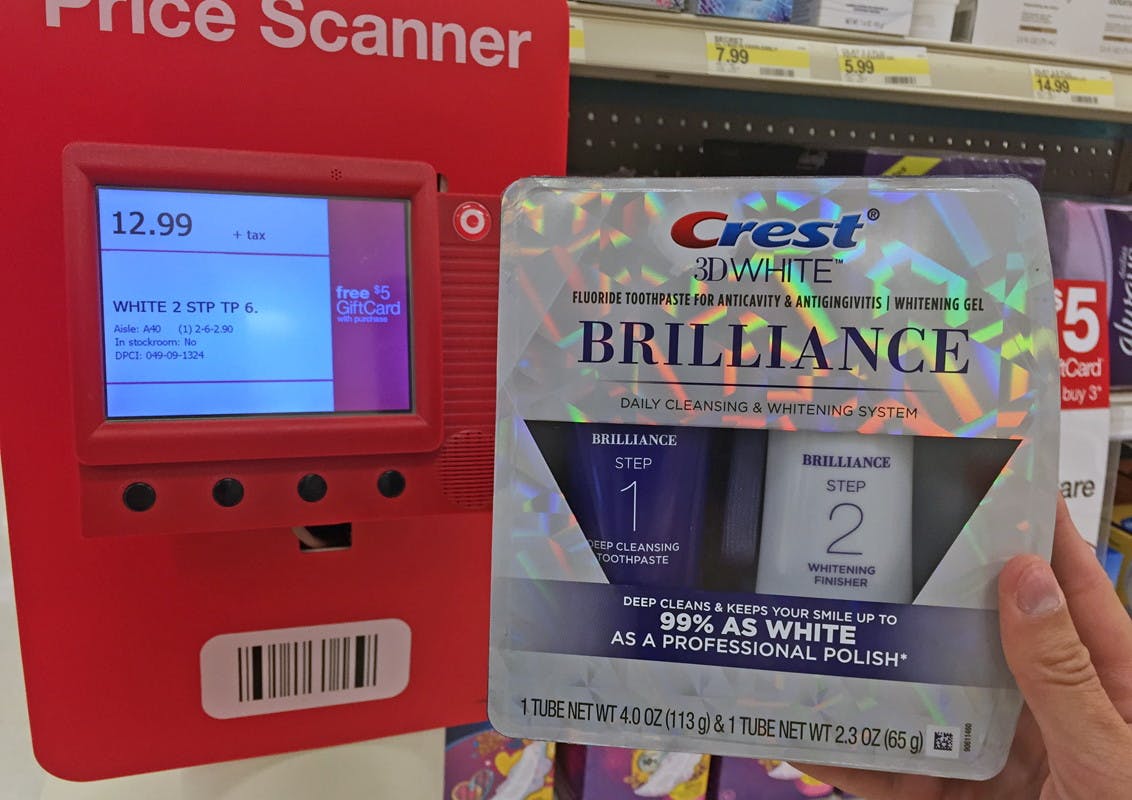 Price Scanner
12.99 + tax
WHITE 2 STP TP 6.
Aisle: A40 (1) 2-6-2.90
In stockroom: No
DPCI: 049-09-1324
free $5
GiftCard
with purchase
7.99
5.99
14.99
Crest®
3D WHITE™
FLUORIDE TOOTHPASTE FOR ANTICAVITY & ANTIGINGIVITIS | WHITENING GEL
BRILLIANCE
DAILY CLEANSING & WHITENING SYSTEM
BRILLIANCE
STEP
1
DEEP CLEANSING
TOOTHPASTE
BRILLIANCE
STEP
2
WHITENING
FINISHER
DEEP CLEANS & KEEPS YOUR SMILE UP TO
99% AS WHITE
AS A PROFESSIONAL POLISH*
1 TUBE NET WT 4.0 OZ (113 g) & 1 TUBE NET WT 2.3 OZ (65 g)
$5
tCard
buy 3*
are